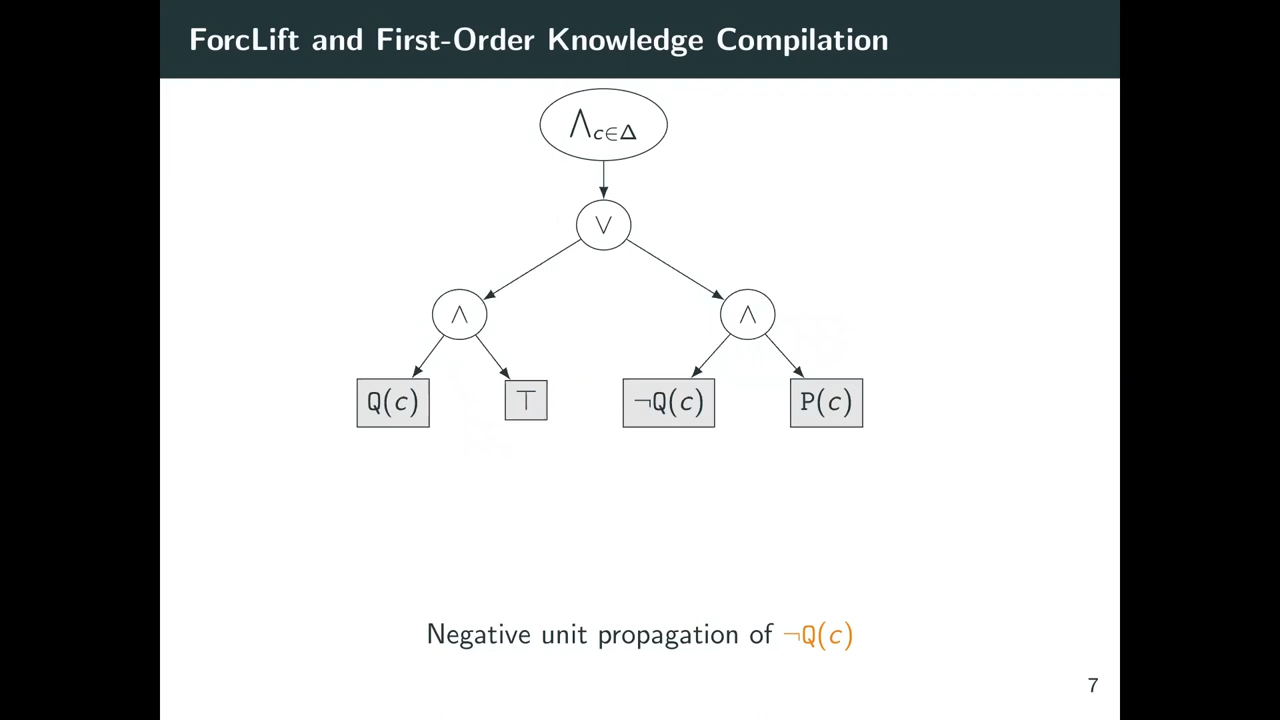 ForcLift and First-Order Knowledge Compilation
⋀c∈Δ
∨
∧ ∧
Q(c) ⊤ ¬Q(c) P(c)
Negative unit propagation of ¬Q(c)
7